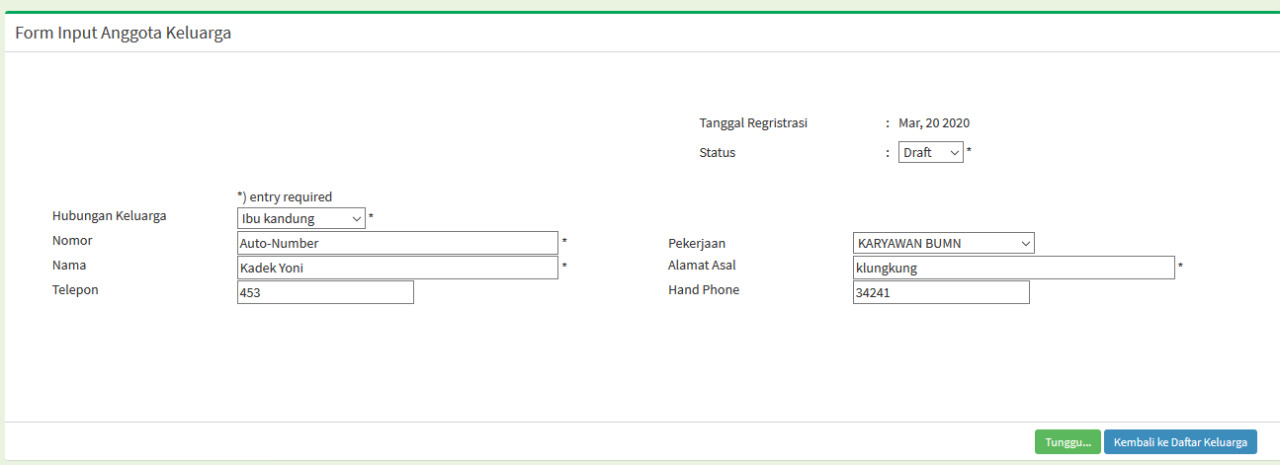 Form Input Anggota Keluarga
Tanggal Regristrasi : Mar, 20 2020
Status : Draft *
*) entry required
Hubungan Keluarga Ibu kandung *
Nomor Auto-Number * Pekerjaan KARYAWAN BUMN
Nama Kadek Yoni * Alamat Asal klungkung *
Telepon 453 Hand Phone 34241
Tunggu... Kembali ke Daftar Keluarga